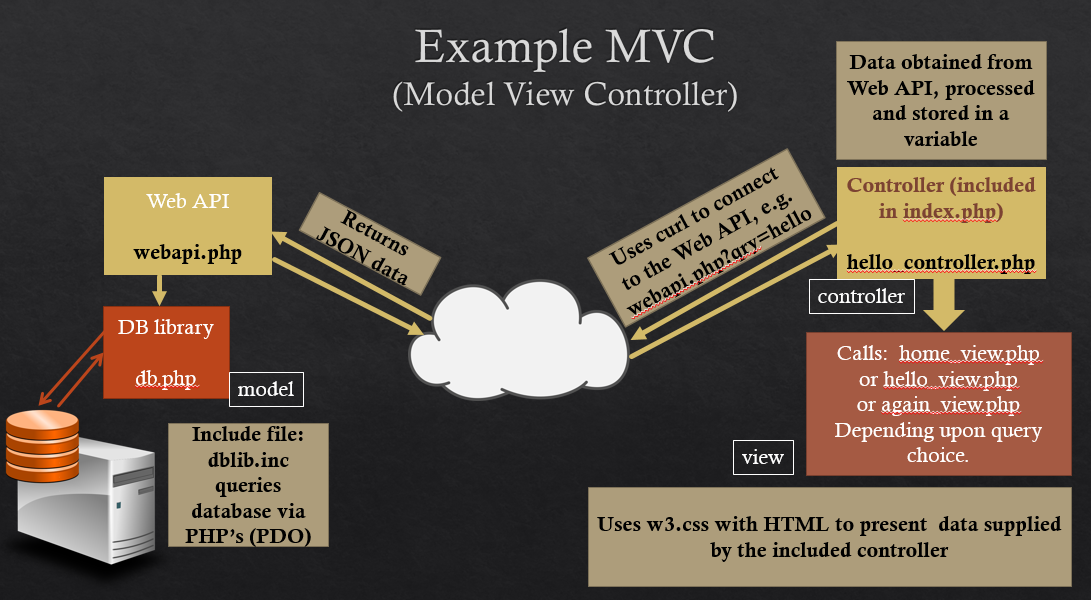 Example MVC
(Model View Controller)
Data obtained from
Web API, processed
and stored in a
variable
Web API
webapi.php
Returns
JSON data
Uses curl to connect
to the Web API, e.g.
webapi.php?qry=hello
Controller (included
in index.php)
hello_controller.php
controller
DB library
db.php
model
Calls:  home_view.php
or hello_view.php
or again_view.php
Depending upon query
choice.
view
Include file:
dblib.inc
queries
database via
PHP's (PDO)
Uses w3.css with HTML to present  data supplied
by the included controller